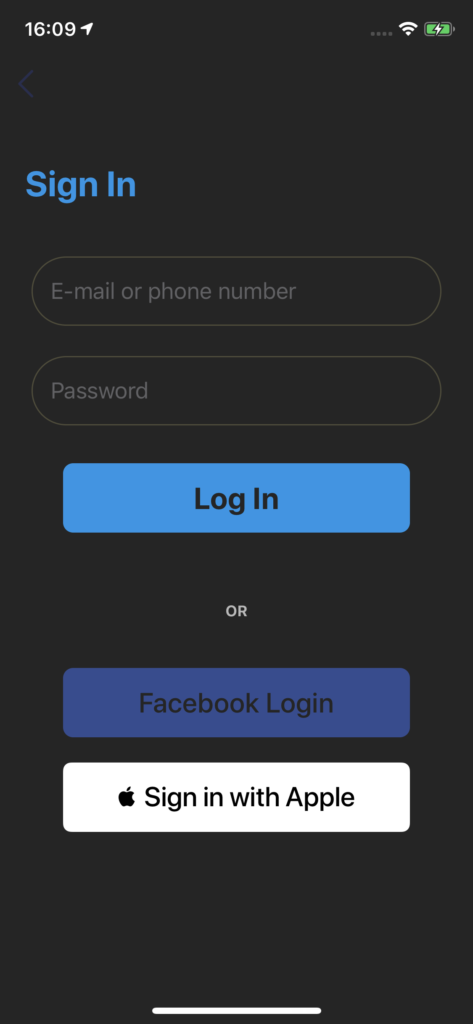 16:09
Sign In
E-mail or phone number
Password
Log In
OR
Facebook Login
Sign in with Apple